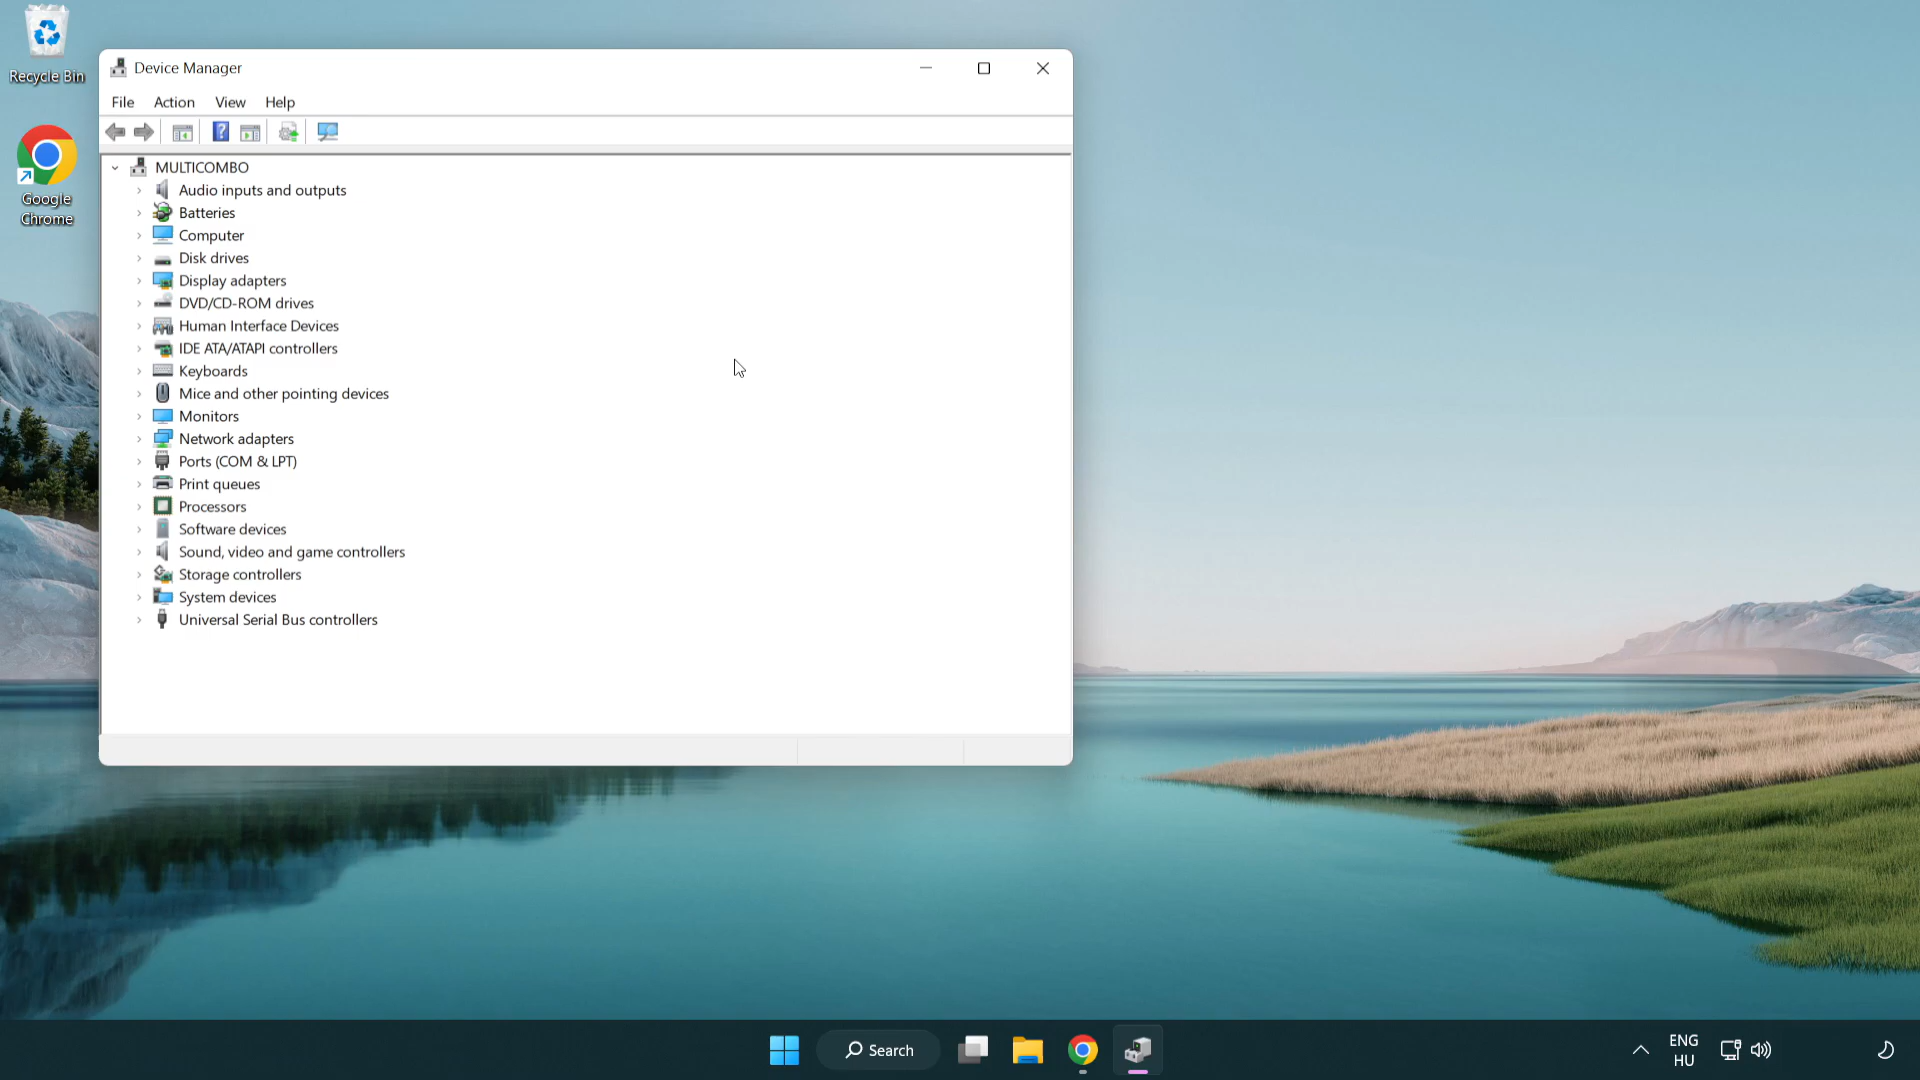 Recycle Bin
Google
Chrome
Device Manager
File Action View Help
MULTICOMBO
Audio inputs and outputs
Batteries
Computer
Disk drives
Display adapters
DVD/CD-ROM drives
Human Interface Devices
IDE ATA/ATAPI controllers
Keyboards
Mice and other pointing devices
Monitors
Network adapters
Ports (COM & LPT)
Print queues
Processors
Software devices
Sound, video and game controllers
Storage controllers
System devices
Universal Serial Bus controllers
Search
ENG
HU